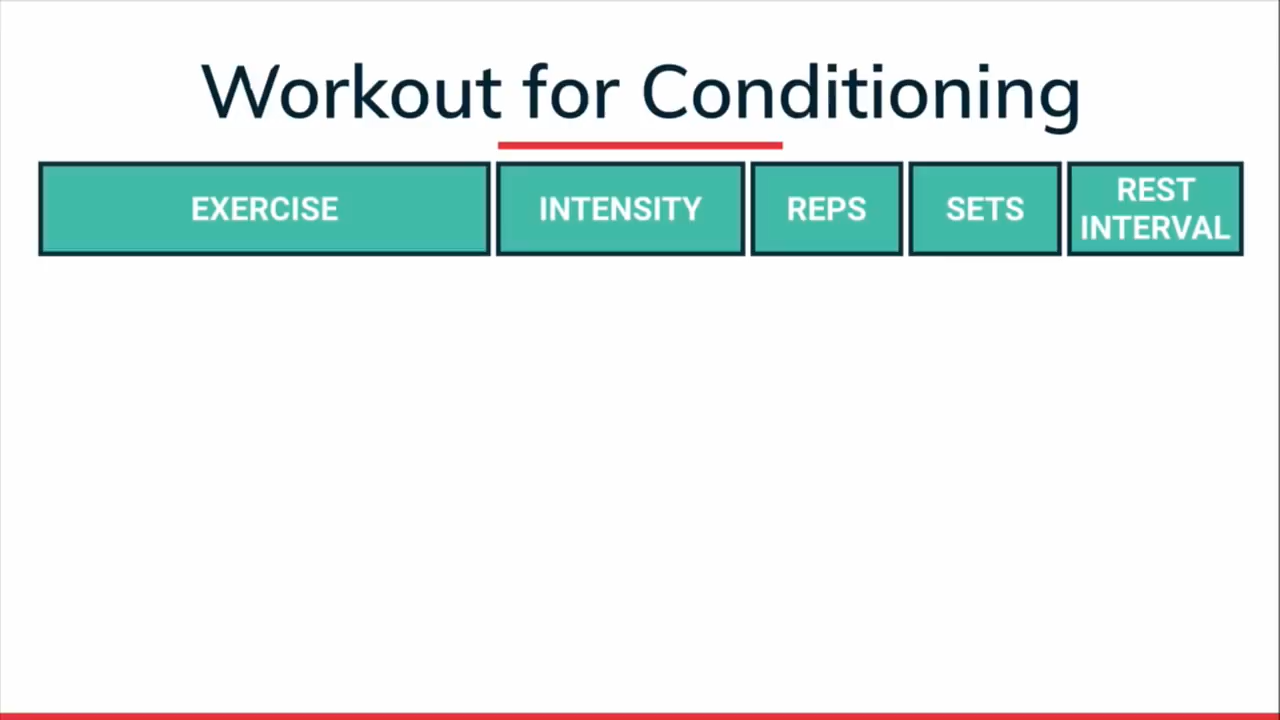 Workout for Conditioning
EXERCISE
INTENSITY
REPS
SETS
REST
INTERVAL